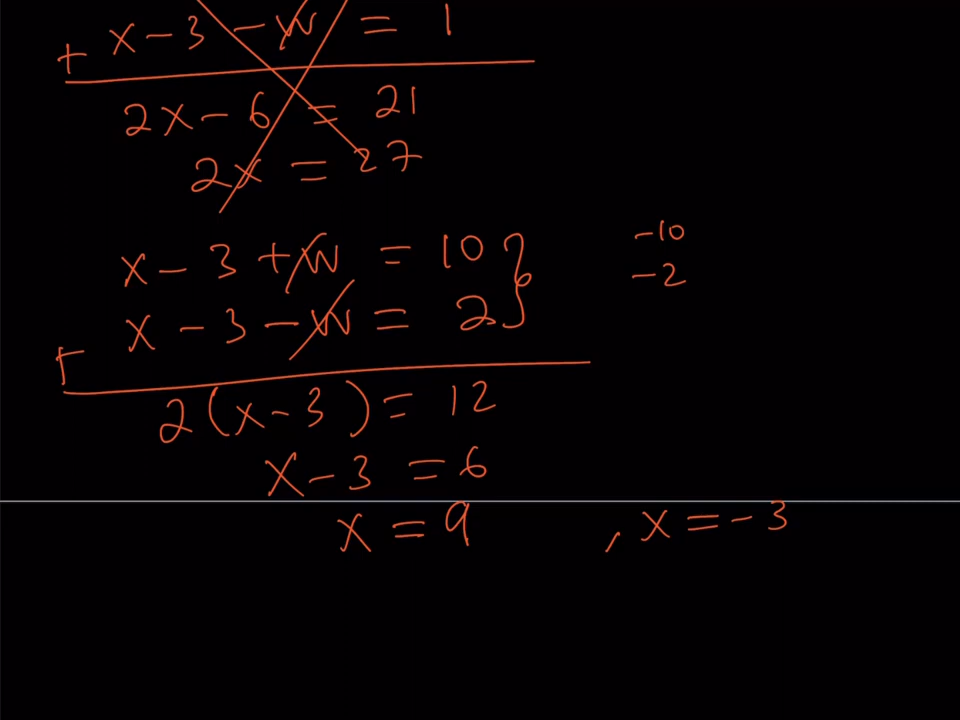 + x - 3 - w = 1
2x - 6 = 21
2x = 27
x - 3 + w = 10 } -10
x - 3 - w = 2 } -2
+
2(x - 3) = 12
x - 3 = 6
x = 9 , x = -3